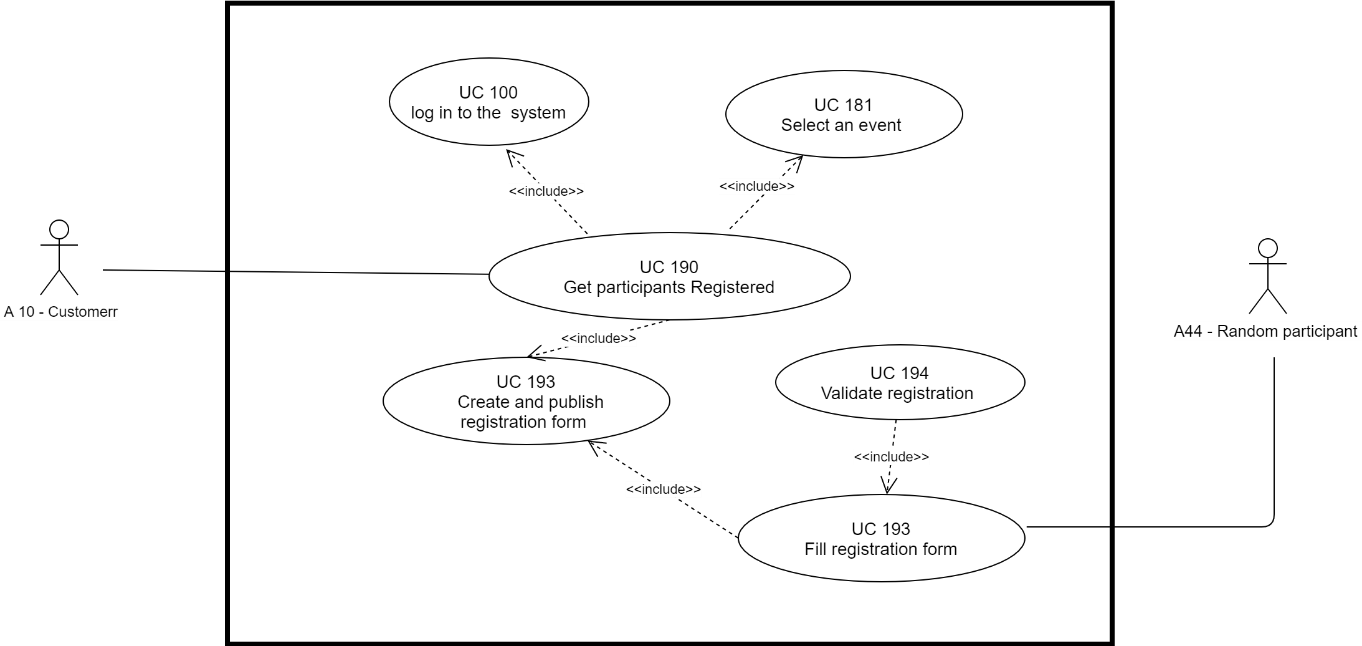 UC 100
log in to the  system
UC 181
Select an event
<<include>>
<<include>>
A 10 - Customerr
UC 190
Get participants Registered
A44 - Random participant
<<include>>
UC 193
Create and publish
registration form
UC 194
Validate registration
<<include>>
<<include>>
UC 193
Fill registration form